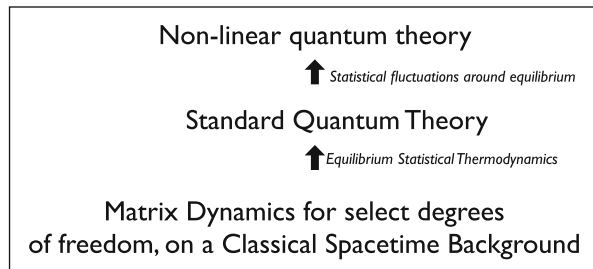 Non-linear quantum theory
Statistical fluctuations around equilibrium
Standard Quantum Theory
Equilibrium Statistical Thermodynamics
Matrix Dynamics for select degrees
of freedom, on a Classical Spacetime Background